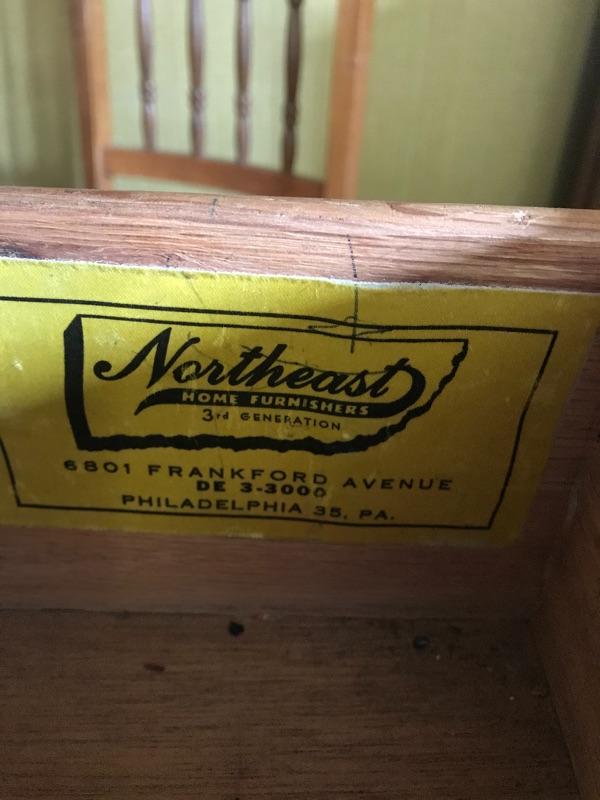 Northeast
HOME FURNISHERS
3rd GENERATION
6801 FRANKFORD AVENUE
DE 3-3000
PHILADELPHIA 35, PA.